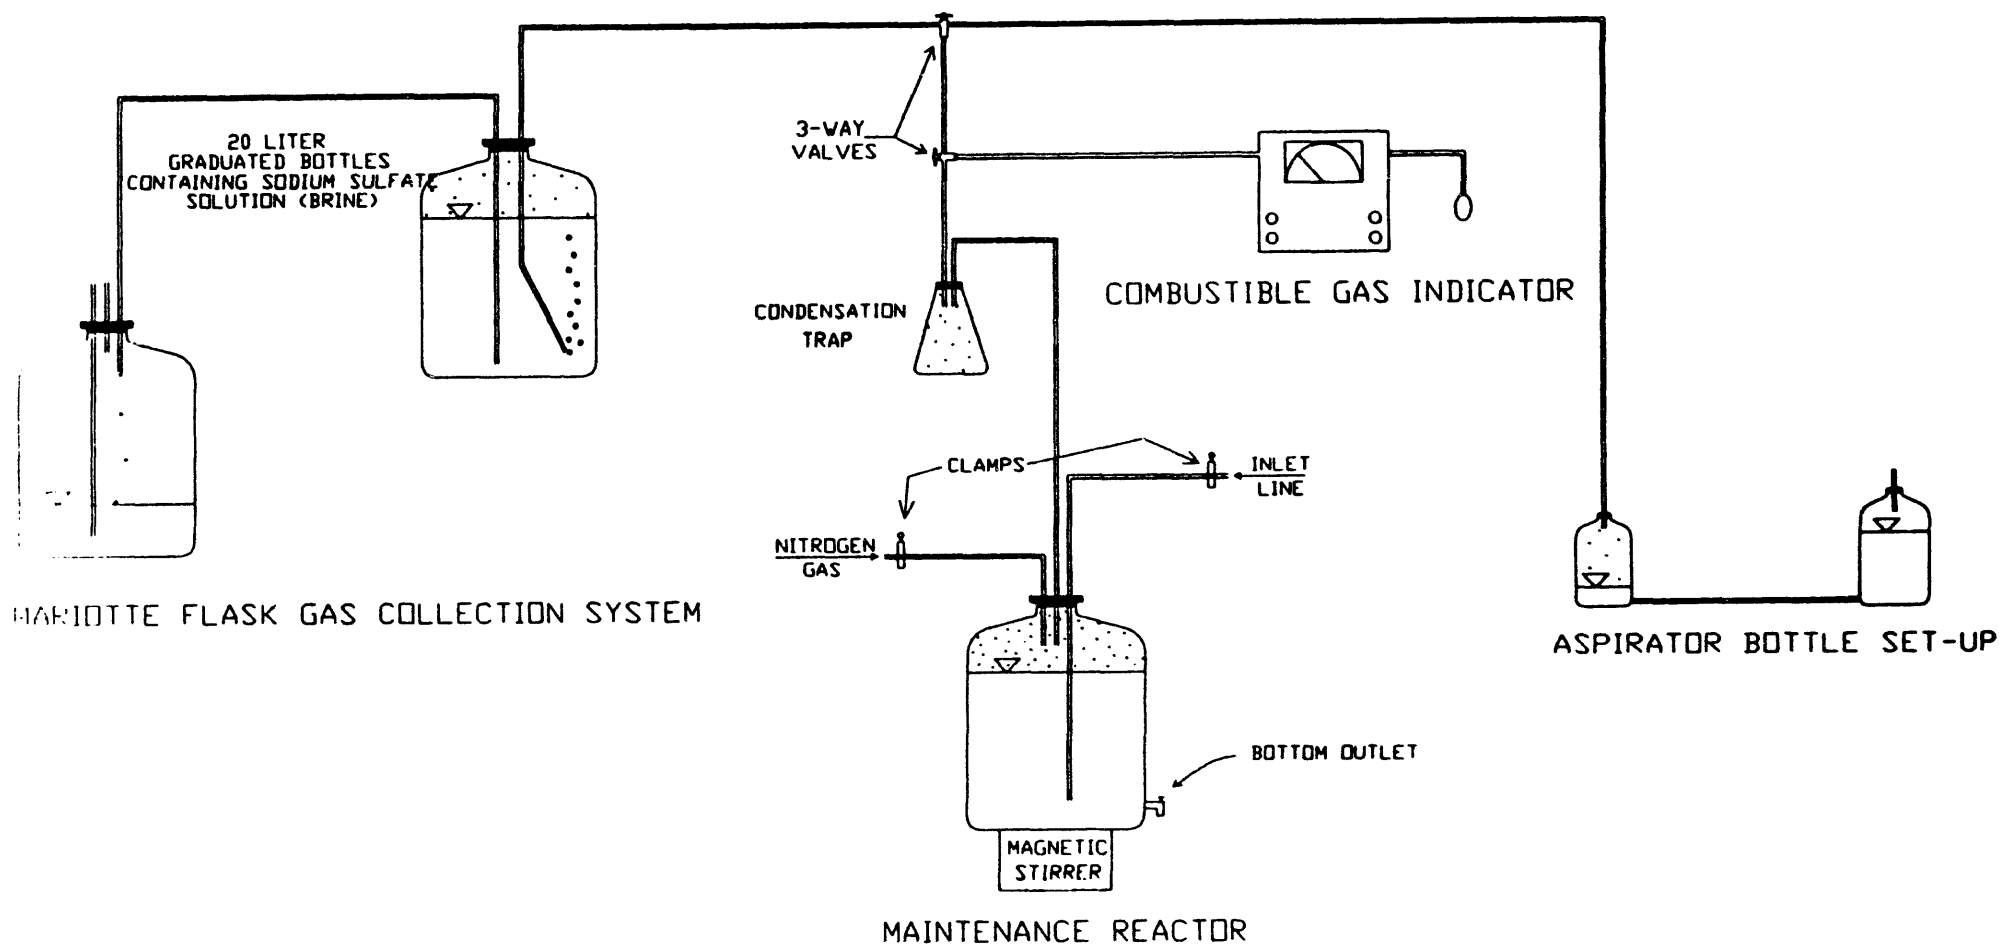 20 LITER
GRADUATED BOTTLES
CONTAINING SODIUM SULFATE
SOLUTION (BRINE)
3-WAY
VALVES
COMBUSTIBLE GAS INDICATOR
CONDENSATION
TRAP
CLAMPS
INLET
LINE
NITROGEN
GAS
MARIOTTE FLASK GAS COLLECTION SYSTEM
ASPIRATOR BOTTLE SET-UP
BOTTOM OUTLET
MAGNETIC
STIRRER
MAINTENANCE REACTOR